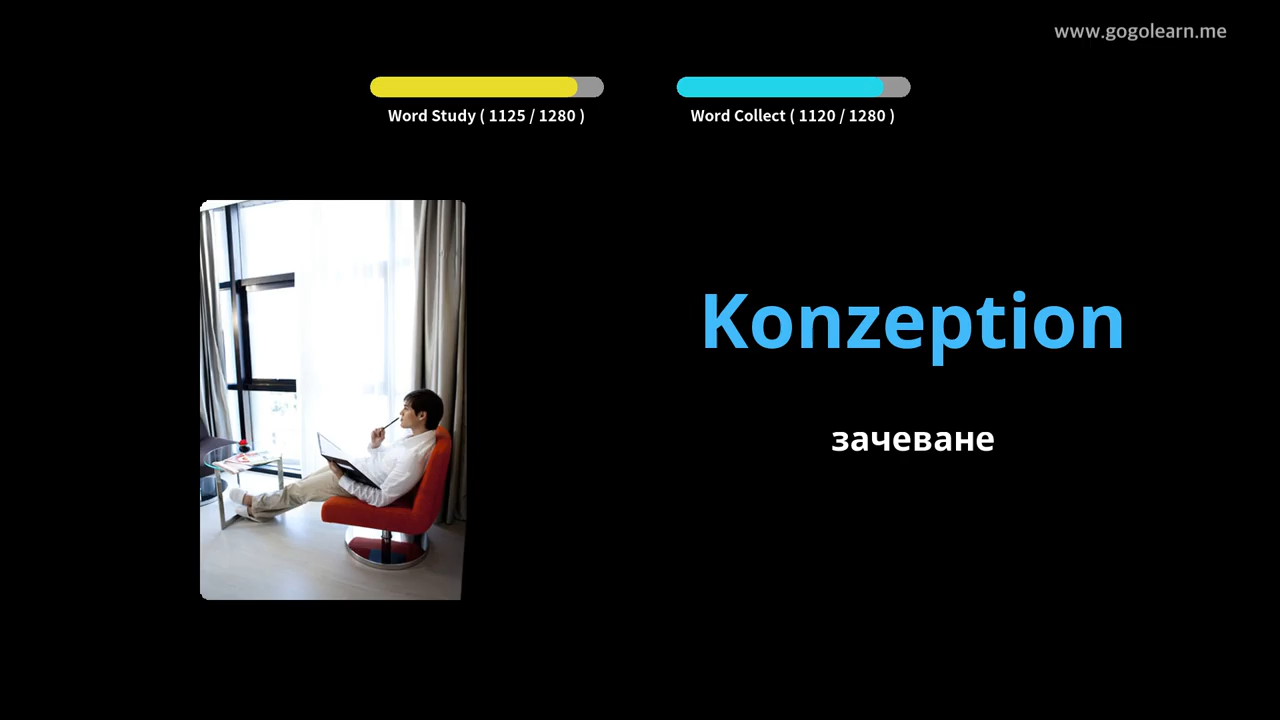 www.gogolearn.me
Word Study ( 1125 / 1280 )
Word Collect ( 1120 / 1280 )
Konzeption
зачеване